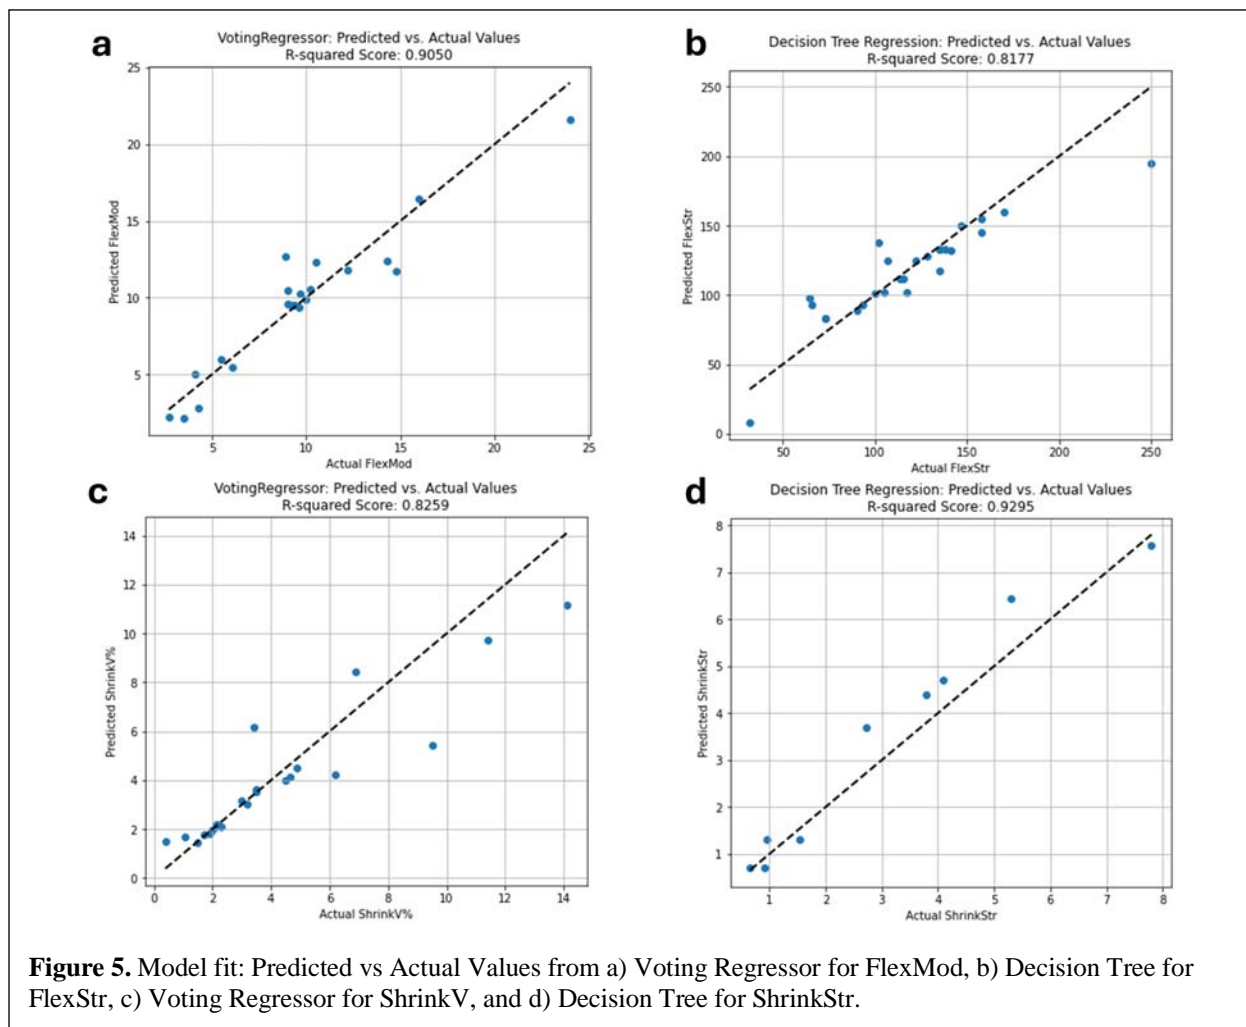 a
VotingRegressor: Predicted vs. Actual Values
R-squared Score: 0.9050
25
20
15
10
5
Predicted FlexMod
5 10 15 20 25
Actual FlexMod
b
Decision Tree Regression: Predicted vs. Actual Values
R-squared Score: 0.8177
250
200
150
100
50
0
Predicted FlexStr
50 100 150 200 250
Actual FlexStr
c
VotingRegressor: Predicted vs. Actual Values
R-squared Score: 0.8259
14
12
10
8
6
4
2
0
Predicted ShrinkV%
0 2 4 6 8 10 12 14
Actual ShrinkV%
d
Decision Tree Regression: Predicted vs. Actual Values
R-squared Score: 0.9295
8
7
6
5
4
3
2
1
Predicted ShrinkStr
1 2 3 4 5 6 7 8
Actual ShrinkStr
Figure 5. Model fit: Predicted vs Actual Values from a) Voting Regressor for FlexMod, b) Decision Tree for
FlexStr, c) Voting Regressor for ShrinkV, and d) Decision Tree for ShrinkStr.